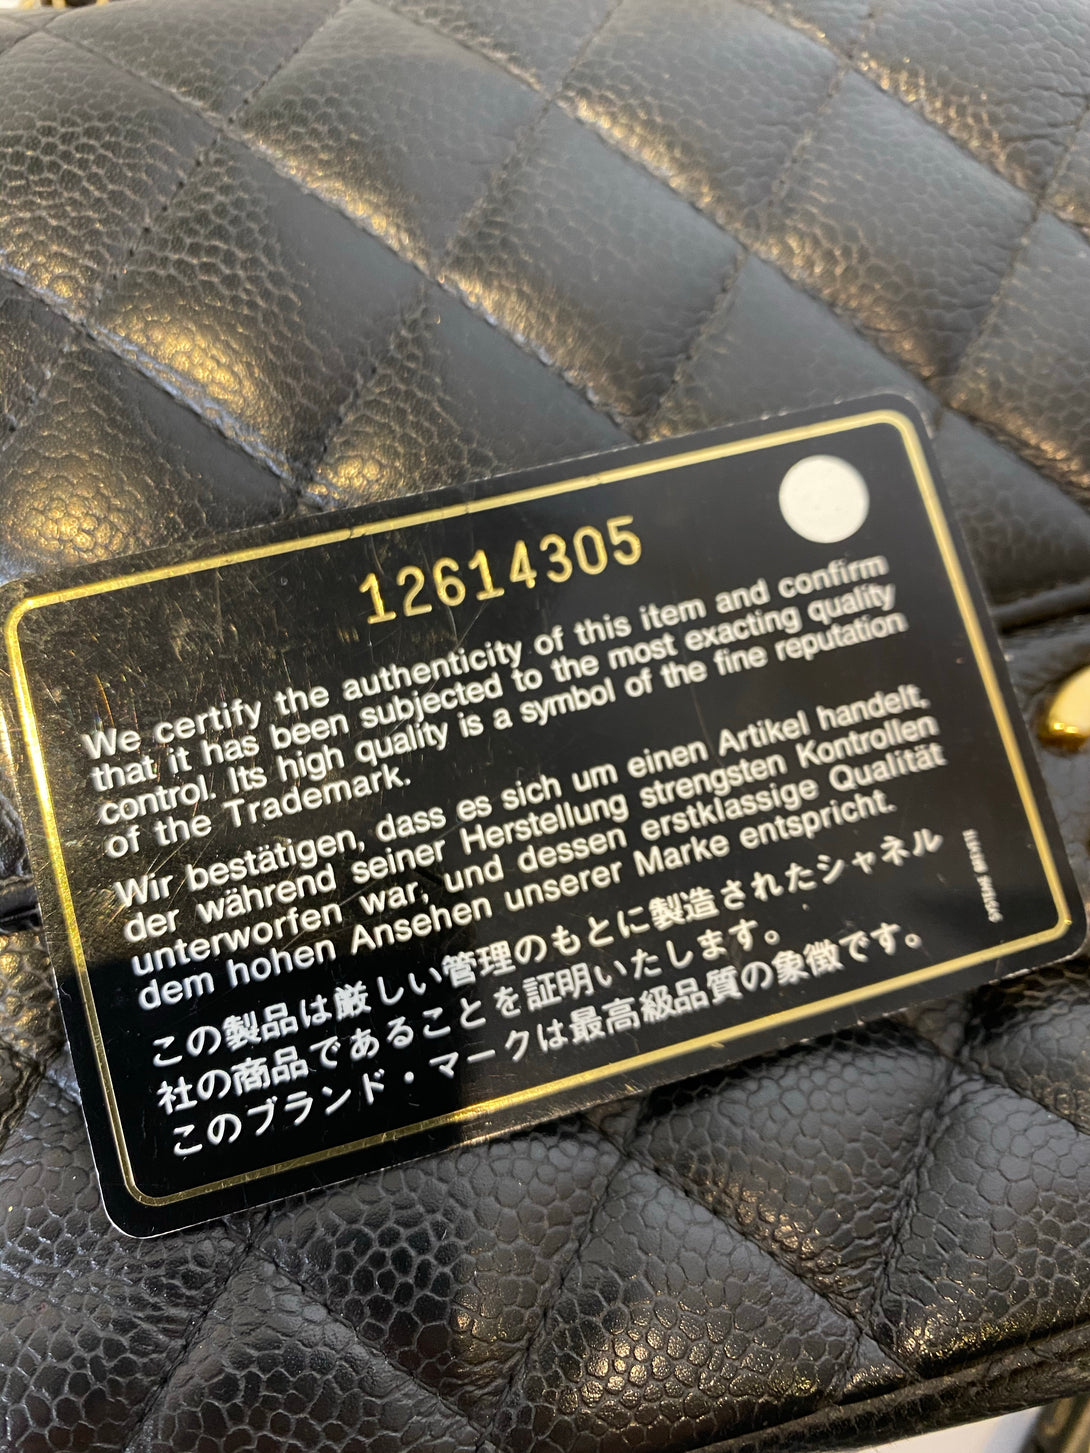 12614305
We certify the authenticity of this item and confirm
that it has been subjected to the most exacting quality
control. Its high quality is a symbol of the fine reputation
of the Trademark.
Wir bestätigen, dass es sich um einen Artikel handelt,
der während seiner Herstellung strengsten Kontrollen
unterworfen war, und dessen erstklassige Qualität
dem hohen Ansehen unserer Marke entspricht.
この製品は厳しい管理のもとに製造されたシャネル
社の商品であることを証明いたします。
このブランド・マークは最高級品質の象徴です。